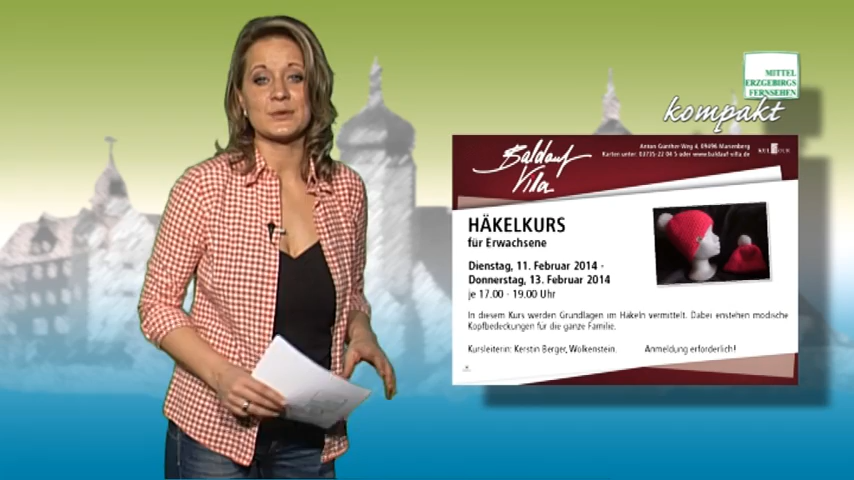 MITTEL
ERZGEBIRGS
FERNSEHEN
kompakt
Baldauf
Villa
Anton Günther Weg 4, 09496 Marienberg
Karten unter: 03735-22 04 5 oder www.baldauf-villa.de
HÄKELKURS
für Erwachsene
Dienstag, 11. Februar 2014 -
Donnerstag, 13. Februar 2014
je 17.00 - 19.00 Uhr
In diesem Kurs werden Grundlagen im Häkeln vermittelt. Dabei enstehen modische
Kopfbedeckungen für die ganze Familie.
Kursleiterin: Kerstin Berger, Wolkenstein. Anmeldung erforderlich!